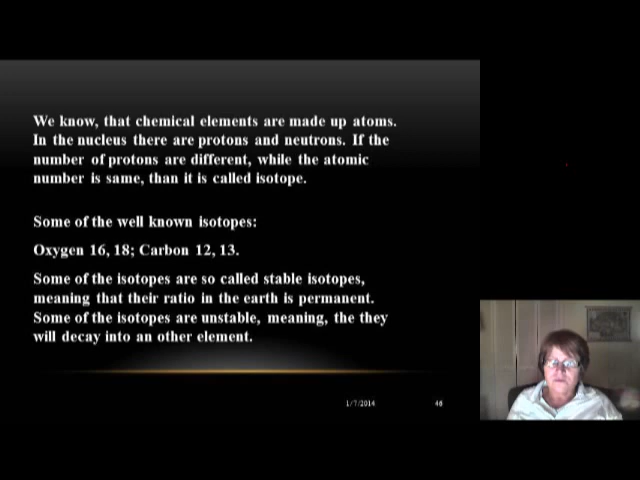 We know, that chemical elements are made up atoms.
In the nucleus there are protons and neutrons. If the
number of protons are different, while the atomic
number is same, than it is called isotope.
Some of the well known isotopes:
Oxygen 16, 18; Carbon 12, 13.
Some of the isotopes are so called stable isotopes,
meaning that their ratio in the earth is permanent.
Some of the isotopes are unstable, meaning, the they
will decay into an other element.
1/7/2014 46